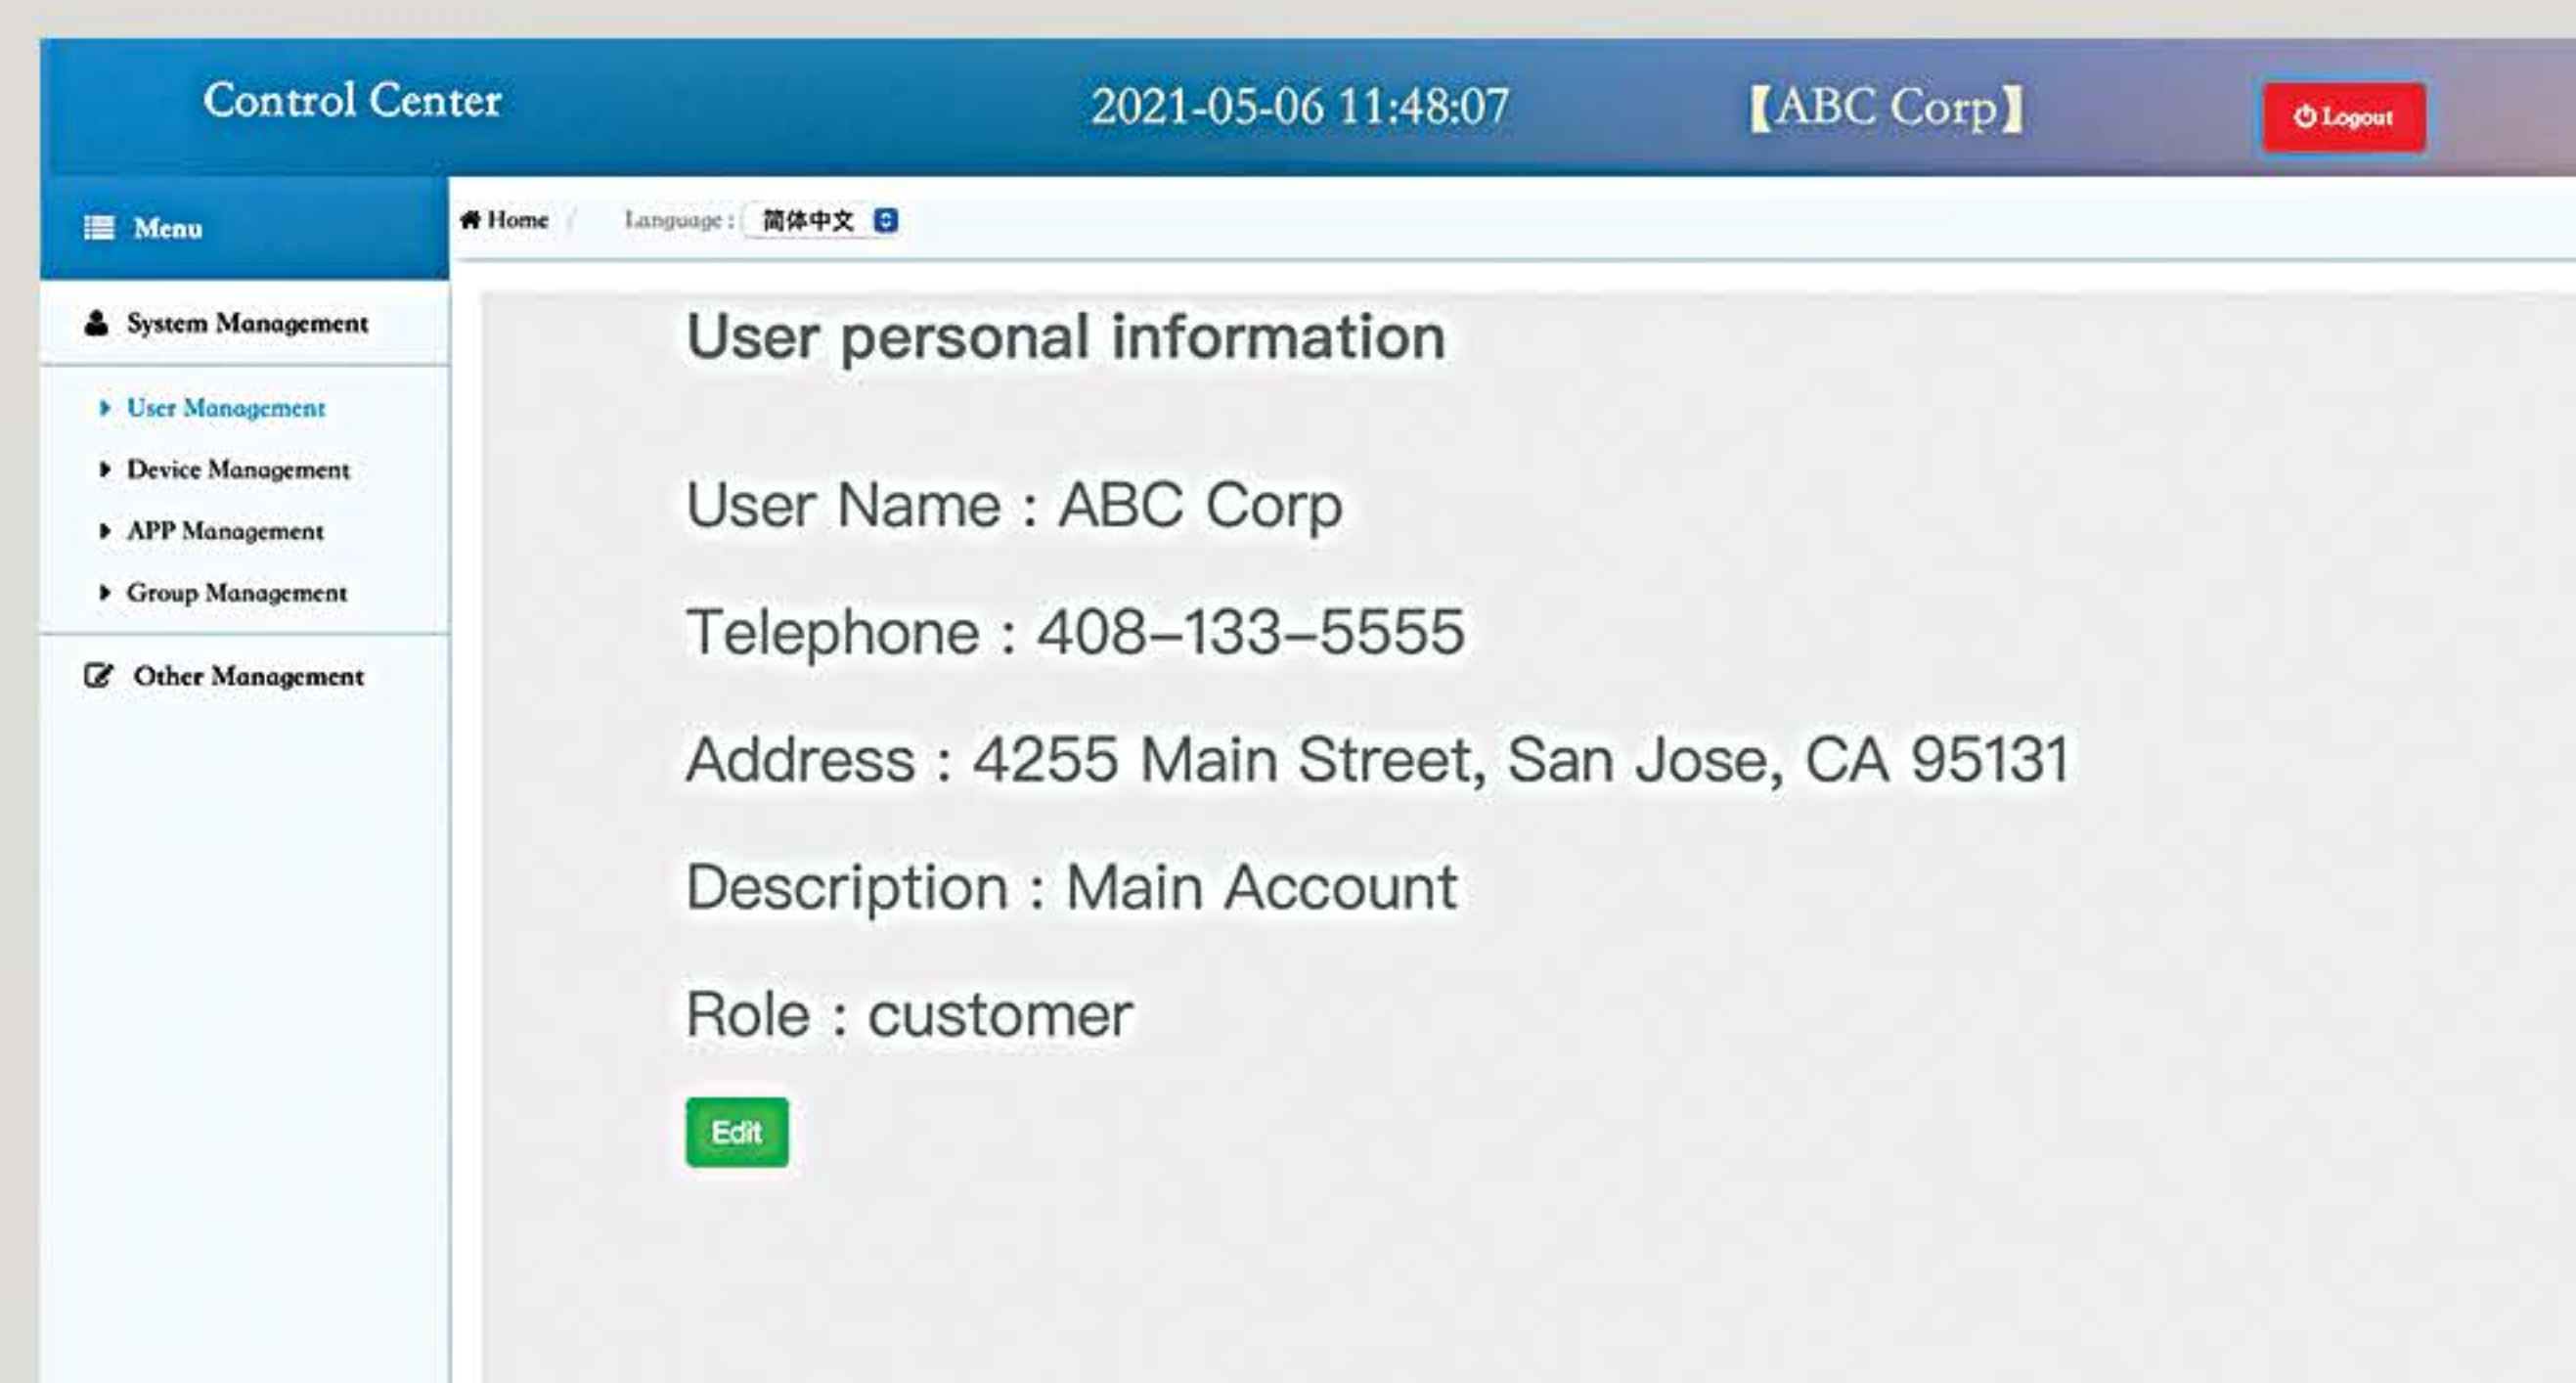 Control Center
2021-05-06 11:48:07
【ABC Corp】
Logout
Menu
Home / Language : 简体中文
System Management
User Management
Device Management
APP Management
Group Management
Other Management
User personal information
User Name : ABC Corp
Telephone : 408–133–5555
Address : 4255 Main Street, San Jose, CA 95131
Description : Main Account
Role : customer
Edit